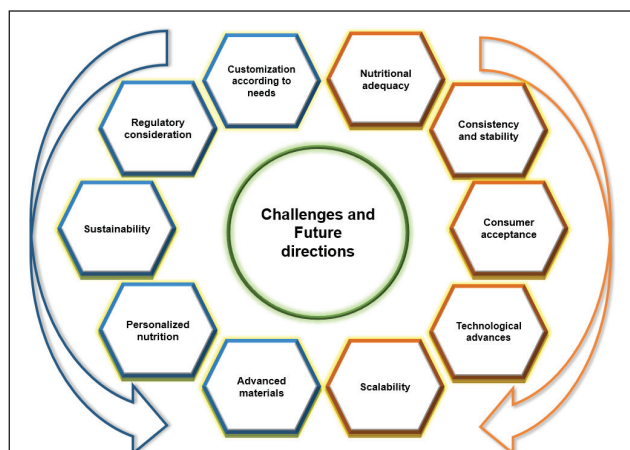 Customization
according to
needs
Nutritional
adequacy
Regulatory
consideration
Consistency
and stability
Sustainability
Challenges and
Future
directions
Consumer
acceptance
Personalized
nutrition
Technological
advances
Advanced
materials
Scalability